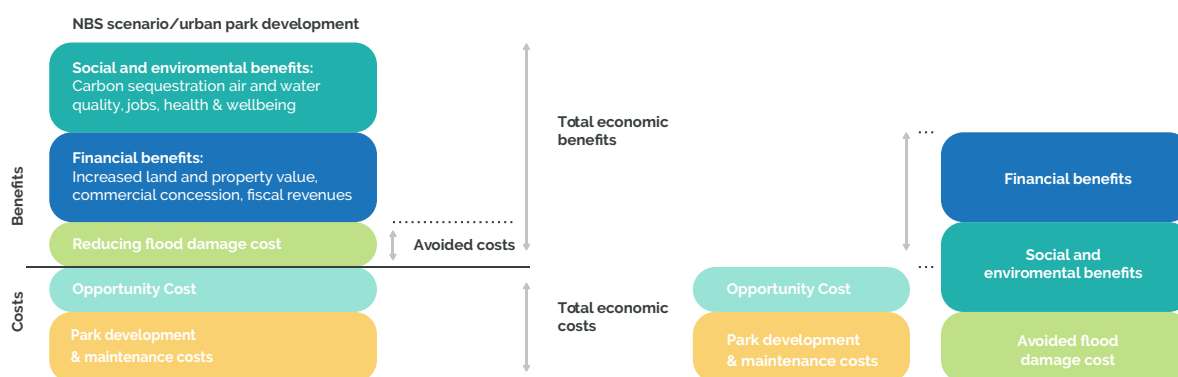 NBS scenario/urban park development
Social and enviromental benefits:
Carbon sequestration air and water
quality, jobs, health & wellbeing
Financial benefits:
Increased land and property value,
commercial concession, fiscal revenues
Reducing flood damage cost
Opportunity Cost
Park development
& maintenance costs
Benefits
Costs
Avoided costs
Total economic
benefits
Total economic
costs
Opportunity Cost
Park development
& maintenance costs
Financial benefits
Social and
enviromental benefits
Avoided flood
damage cost